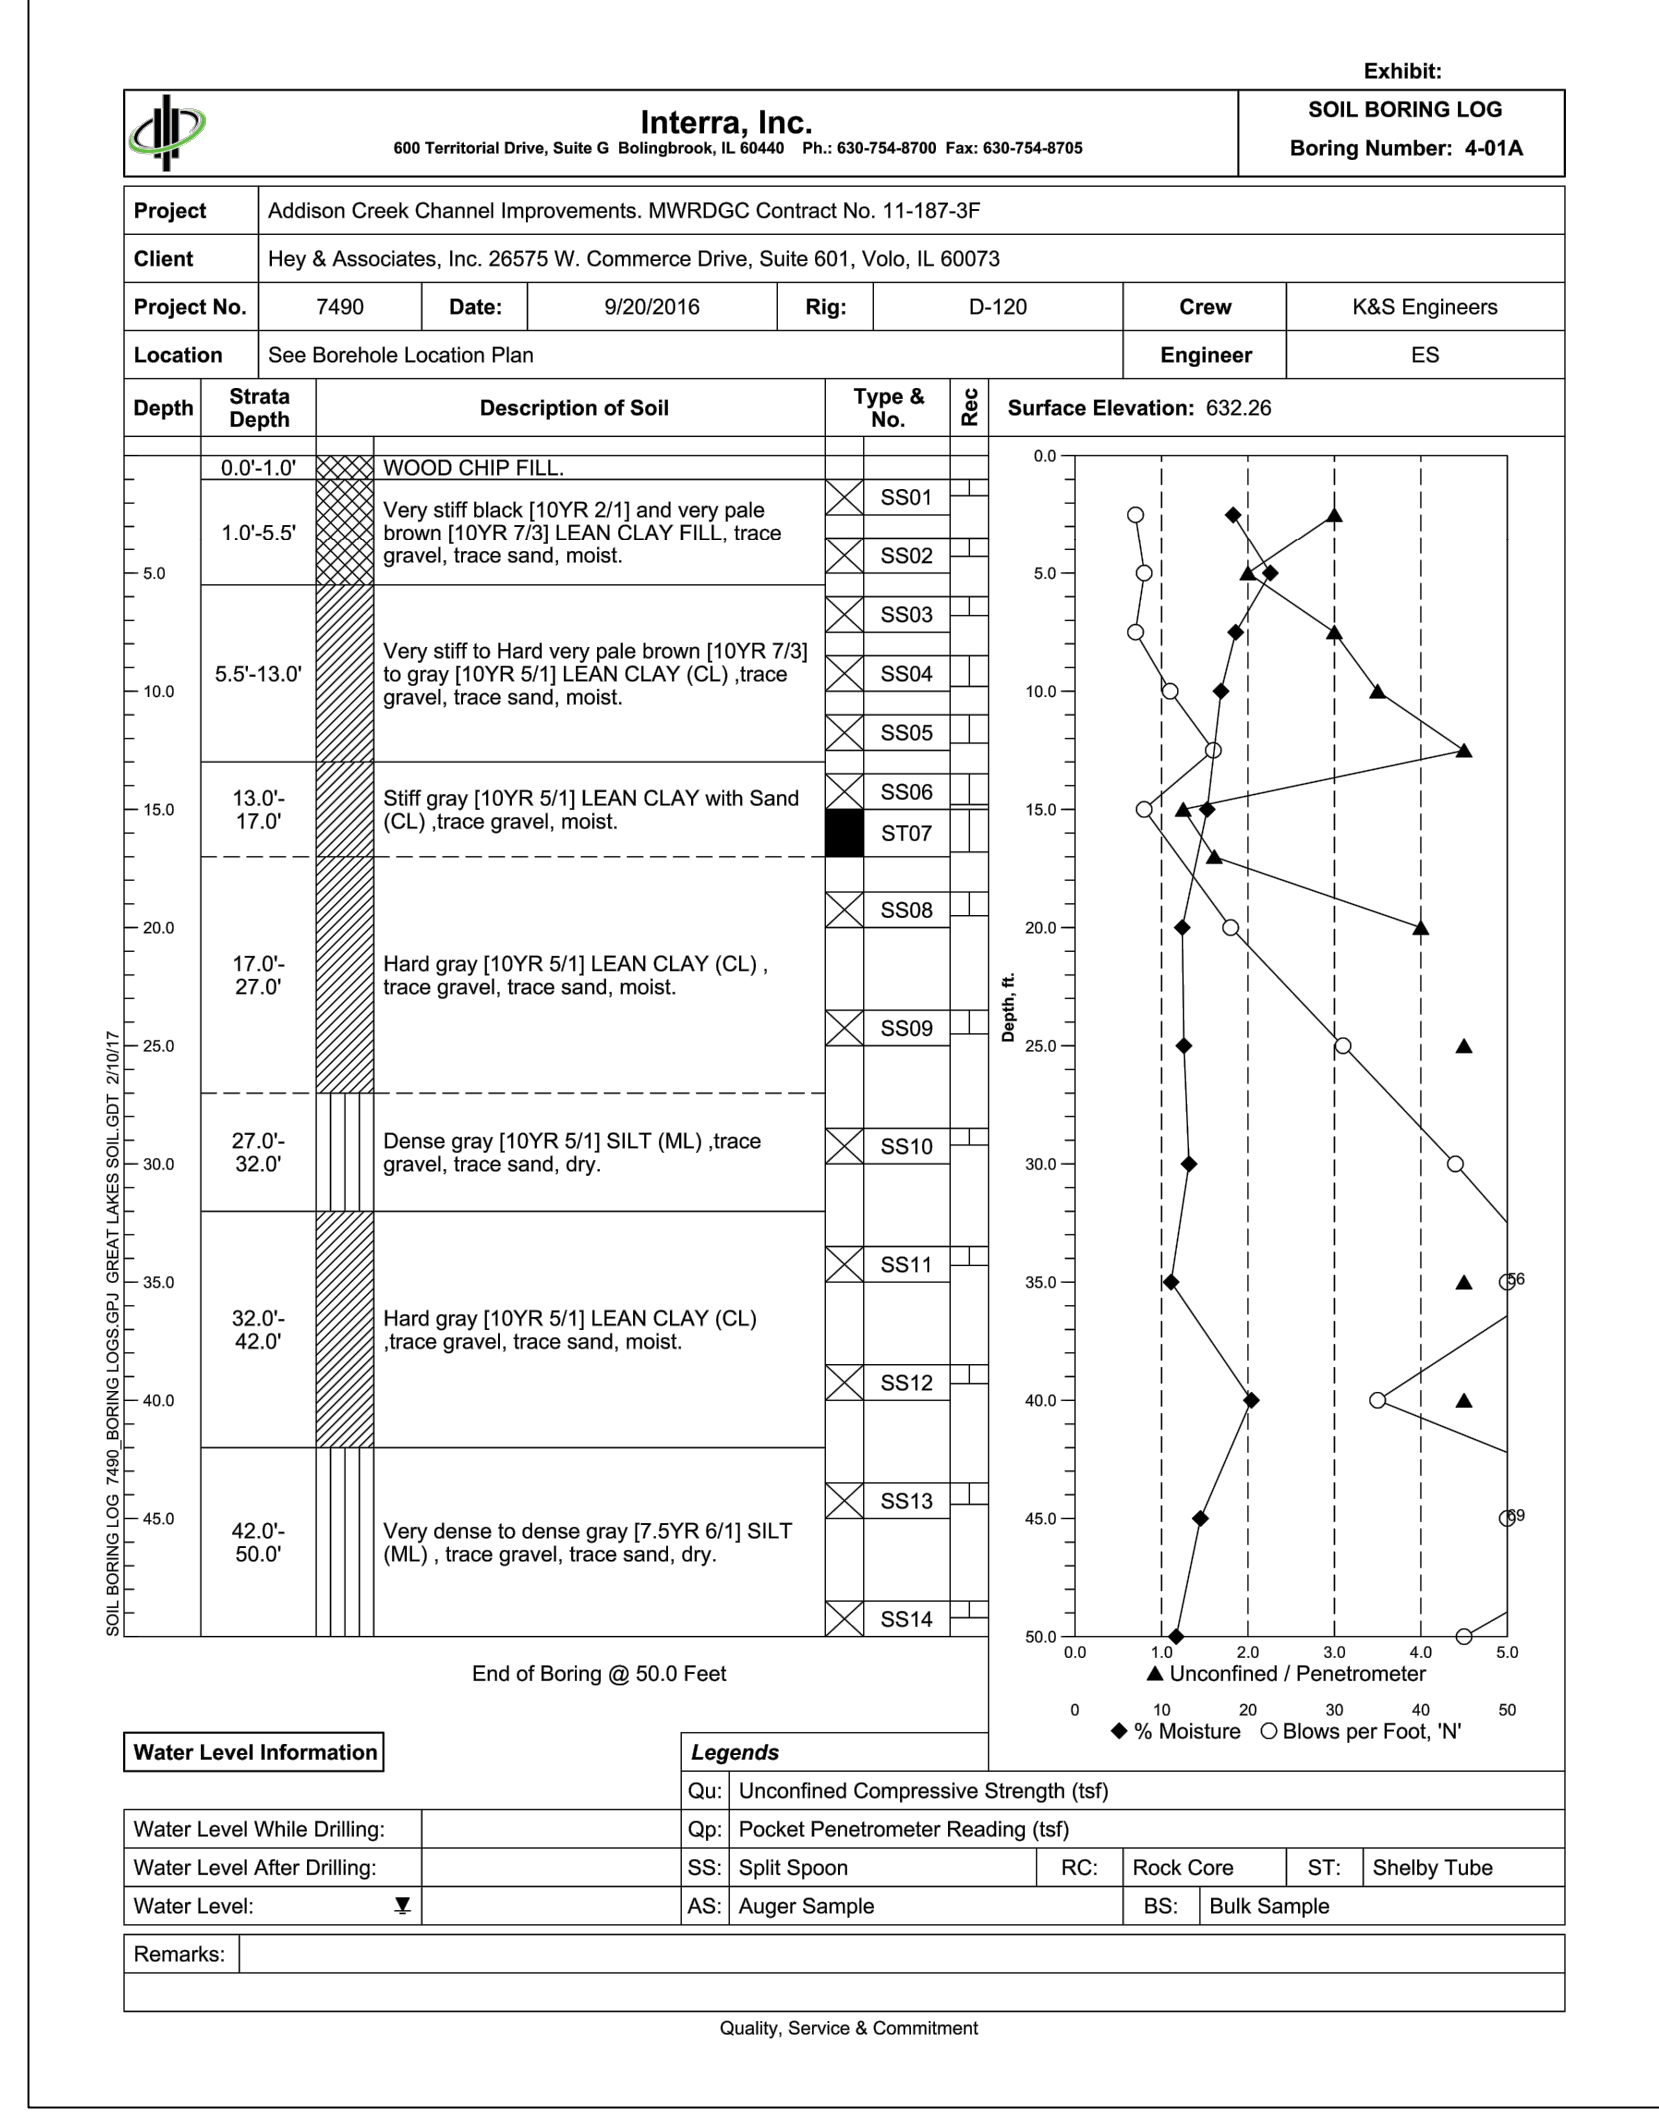 Exhibit:
Interra, Inc.
600 Territorial Drive, Suite G Bolingbrook, IL 60440 Ph.: 630-754-8700 Fax: 630-754-8705
SOIL BORING LOG
Boring Number: 4-01A
Project Addison Creek Channel Improvements. MWRDGC Contract No. 11-187-3F
Client Hey & Associates, Inc. 26575 W. Commerce Drive, Suite 601, Volo, IL 60073
Project No. 7490 Date: 9/20/2016 Rig: D-120 Crew K&S Engineers
Location See Borehole Location Plan Engineer ES
Depth
Strata
Depth
Description of Soil
Type &
No.
Rec
Surface Elevation: 632.26
0.0'-1.0' WOOD CHIP FILL.
1.0'-5.5'
Very stiff black [10YR 2/1] and very pale
brown [10YR 7/3] LEAN CLAY FILL, trace
gravel, trace sand, moist.
5.5'-13.0'
Very stiff to Hard very pale brown [10YR 7/3]
to gray [10YR 5/1] LEAN CLAY (CL) ,trace
gravel, trace sand, moist.
13.0'-
17.0'
Stiff gray [10YR 5/1] LEAN CLAY with Sand
(CL) ,trace gravel, moist.
17.0'-
27.0'
Hard gray [10YR 5/1] LEAN CLAY (CL) ,
trace gravel, trace sand, moist.
27.0'-
32.0'
Dense gray [10YR 5/1] SILT (ML) ,trace
gravel, trace sand, dry.
32.0'-
42.0'
Hard gray [10YR 5/1] LEAN CLAY (CL)
,trace gravel, trace sand, moist.
42.0'-
50.0'
Very dense to dense gray [7.5YR 6/1] SILT
(ML) , trace gravel, trace sand, dry.
5.0
10.0
15.0
20.0
25.0
30.0
35.0
40.0
45.0
SS01
SS02
SS03
SS04
SS05
SS06
ST07
SS08
SS09
SS10
SS11
SS12
SS13
SS14
Depth, ft.
0.0
5.0
10.0
15.0
20.0
25.0
30.0
35.0
40.0
45.0
50.0
56
69
0.0 1.0 2.0 3.0 4.0 5.0
Unconfined / Penetrometer
0 10 20 30 40 50
% Moisture Blows per Foot, 'N'
SOIL BORING LOG 7490_BORING LOGS.GPJ GREAT LAKES SOIL.GDT 2/10/17
End of Boring @ 50.0 Feet
Water Level Information
Water Level While Drilling:
Water Level After Drilling:
Water Level:
Legends
Qu: Unconfined Compressive Strength (tsf)
Qp: Pocket Penetrometer Reading (tsf)
SS: Split Spoon RC: Rock Core ST: Shelby Tube
AS: Auger Sample BS: Bulk Sample
Remarks:
Quality, Service & Commitment